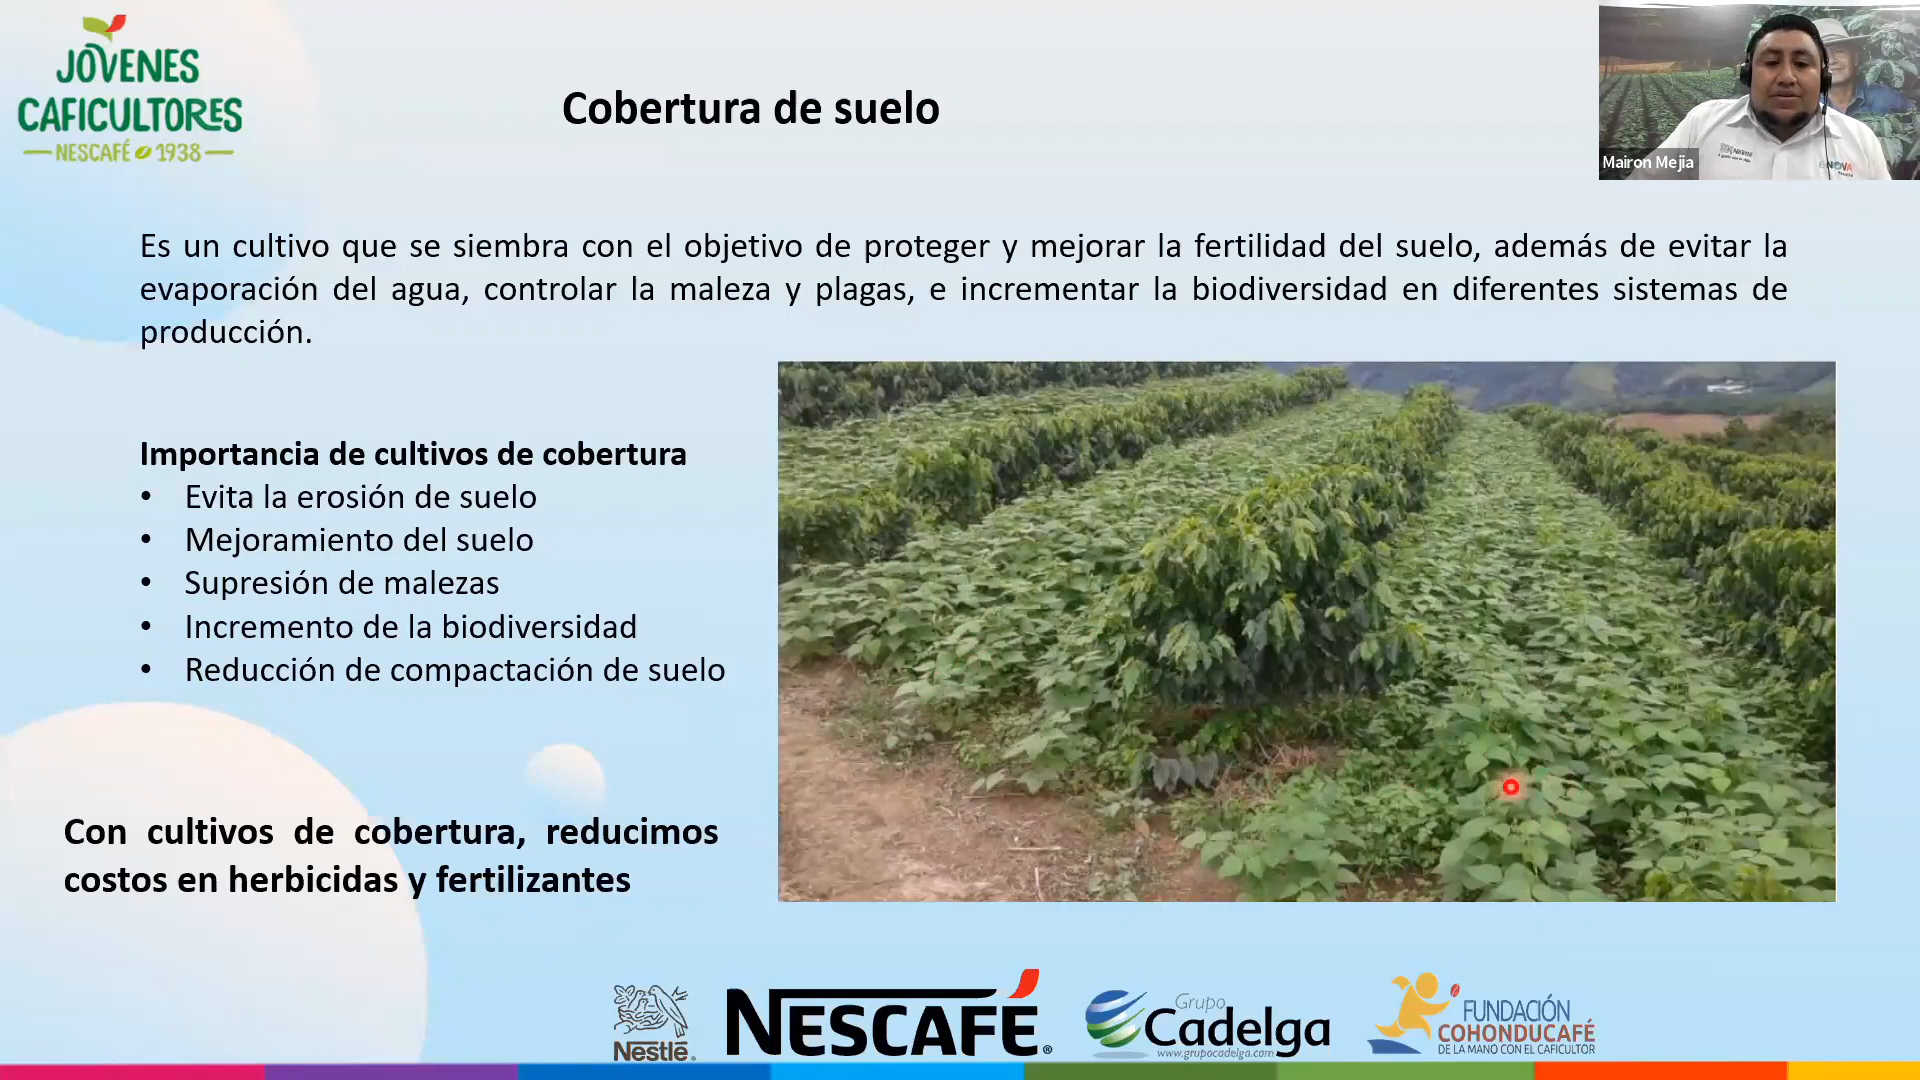 JÓVENES
CAFICULTORES
NESCAFÉ 1938
Cobertura de suelo
Mairon Mejia
Nestlé
Es un cultivo que se siembra con el objetivo de proteger y mejorar la fertilidad del suelo, además de evitar la
evaporación del agua, controlar la maleza y plagas, e incrementar la biodiversidad en diferentes sistemas de
producción.
Importancia de cultivos de cobertura
• Evita la erosión de suelo
• Mejoramiento del suelo
• Supresión de malezas
• Incremento de la biodiversidad
• Reducción de compactación de suelo
Con cultivos de cobertura, reducimos
costos en herbicidas y fertilizantes
Nestlé®
NESCAFÉ®
Grupo
Cadelga
www.grupocadelga.com
FUNDACIÓN
COHONDUCAFÉ
DE LA MANO CON EL CAFICULTOR